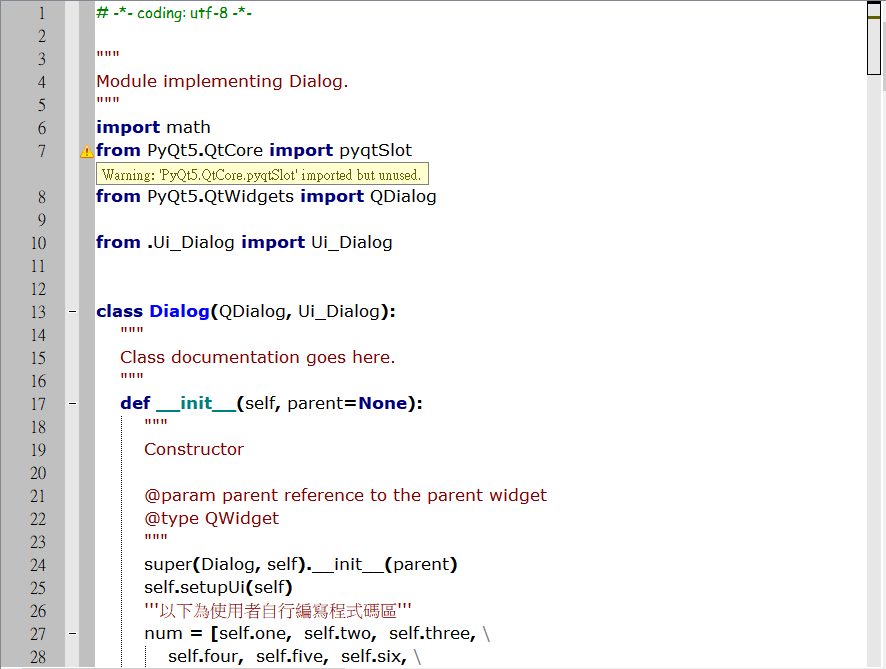 1 # -*- coding: utf-8 -*-
2
3 """
4 Module implementing Dialog.
5 """
6 import math
7 from PyQt5.QtCore import pyqtSlot
Warning: 'PyQt5.QtCore.pyqtSlot' imported but unused.
8 from PyQt5.QtWidgets import QDialog
9
10 from .Ui_Dialog import Ui_Dialog
11
12
13 class Dialog(QDialog, Ui_Dialog):
14 """
15 Class documentation goes here.
16 """
17 def __init__(self, parent=None):
18 """
19 Constructor
20
21 @param parent reference to the parent widget
22 @type QWidget
23 """
24 super(Dialog, self).__init__(parent)
25 self.setupUi(self)
26 '''以下為使用者自行編寫程式碼區'''
27 num = [self.one, self.two, self.three, \
28 self.four, self.five, self.six, \